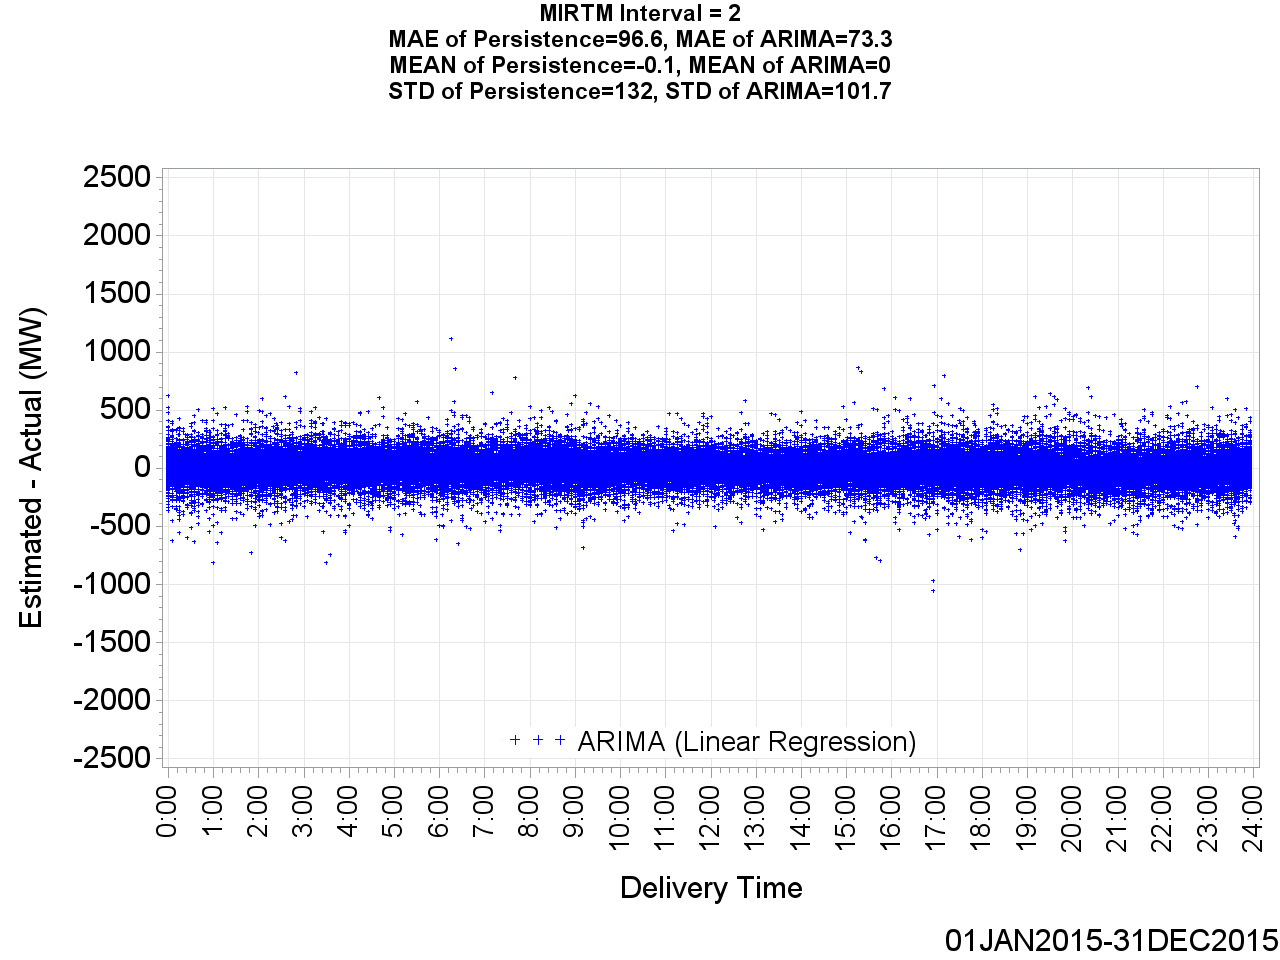 MIRTM Interval = 2
MAE of Persistence=96.6, MAE of ARIMA=73.3
MEAN of Persistence=-0.1, MEAN of ARIMA=0
STD of Persistence=132, STD of ARIMA=101.7
Estimated - Actual (MW)
2500
2000
1500
1000
500
0
-500
-1000
-1500
-2000
-2500
ARIMA (Linear Regression)
0:00 1:00 2:00 3:00 4:00 5:00 6:00 7:00 8:00 9:00 10:00 11:00 12:00 13:00 14:00 15:00 16:00 17:00 18:00 19:00 20:00 21:00 22:00 23:00 24:00
Delivery Time
01JAN2015-31DEC2015